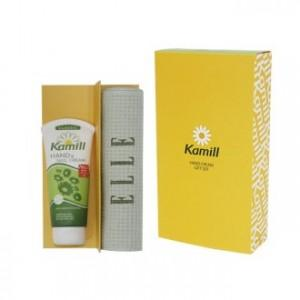 Kamill
HAND &
NAIL CREAM
ELLE
Kamill
HAND CREAM
GIFT SET